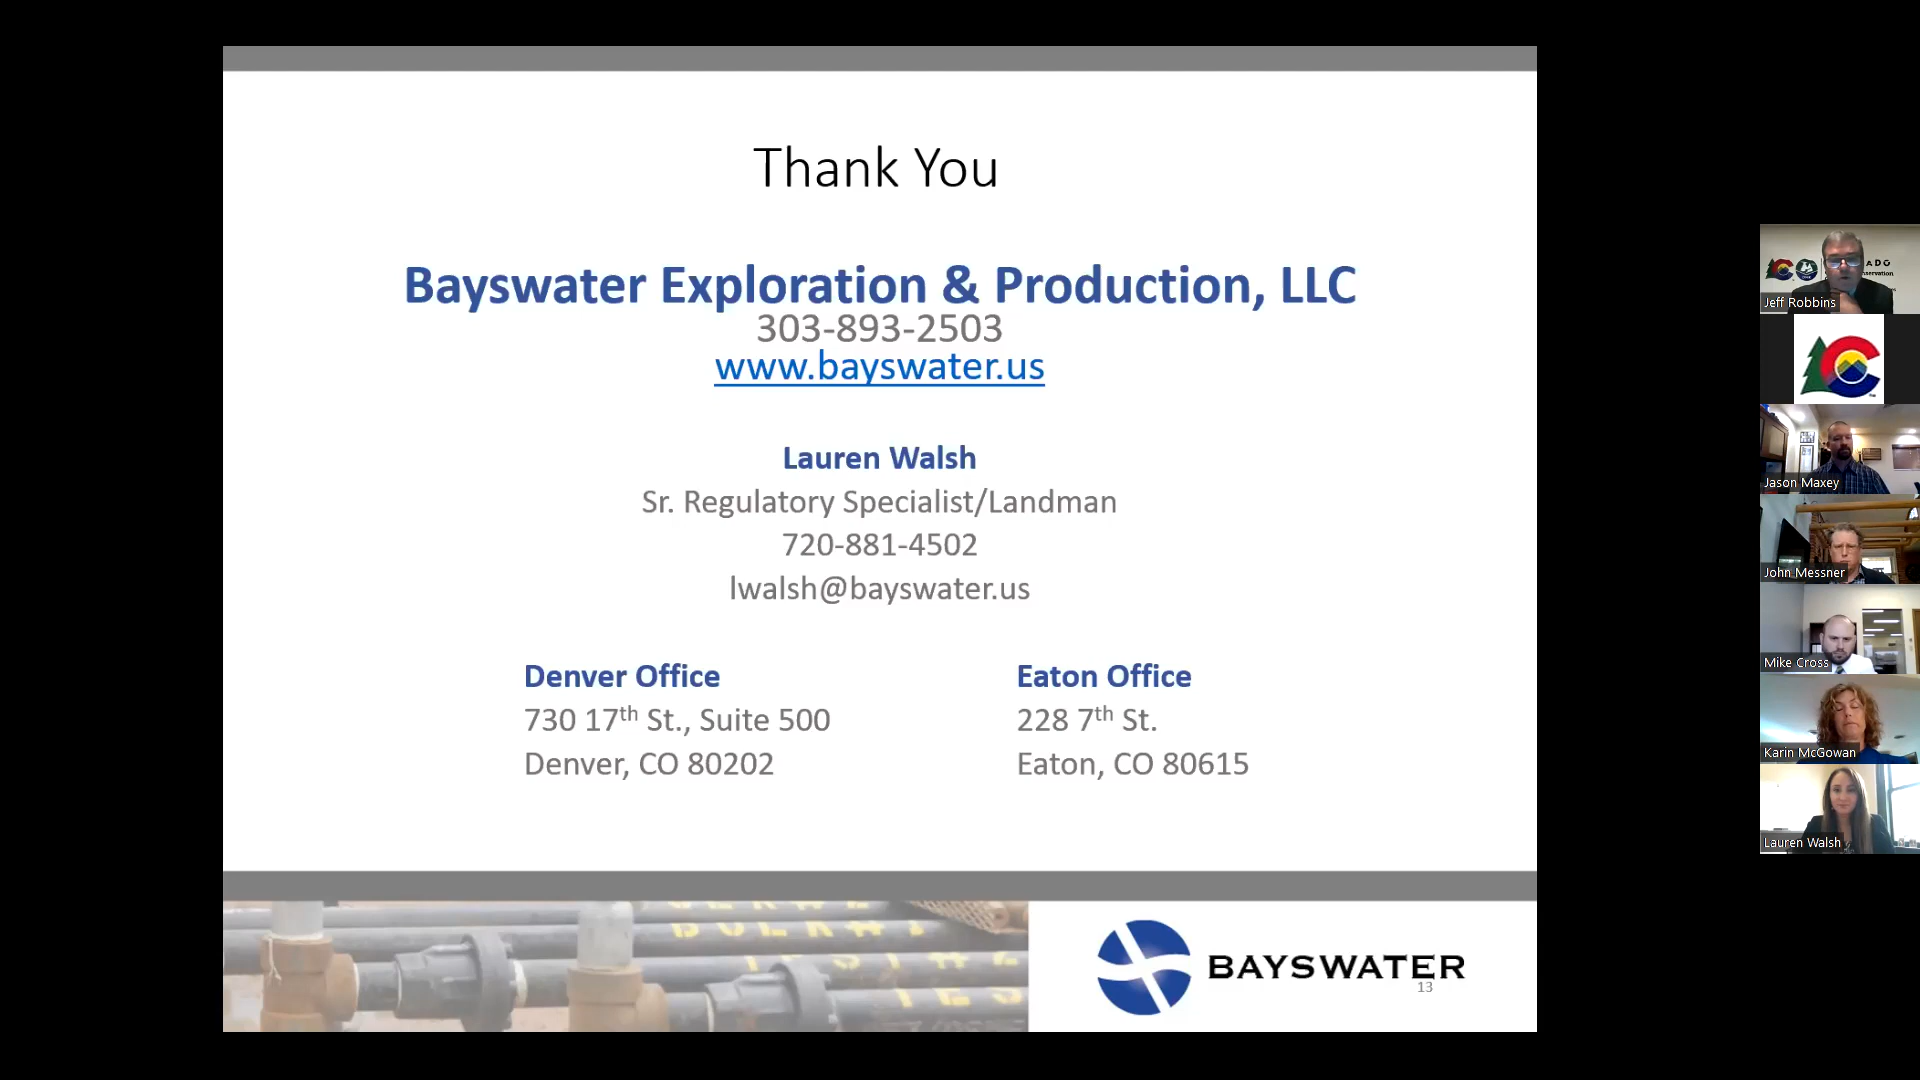 Thank You
Bayswater Exploration & Production, LLC
303-893-2503
www.bayswater.us
Lauren Walsh
Sr. Regulatory Specialist/Landman
720-881-4502
lwalsh@bayswater.us
Denver Office
730 17th St., Suite 500
Denver, CO 80202
Eaton Office
228 7th St.
Eaton, CO 80615
BAYSWATER
13
Jeff Robbins
Jason Maxey
John Messner
Mike Cross
Karin McGowan
Lauren Walsh